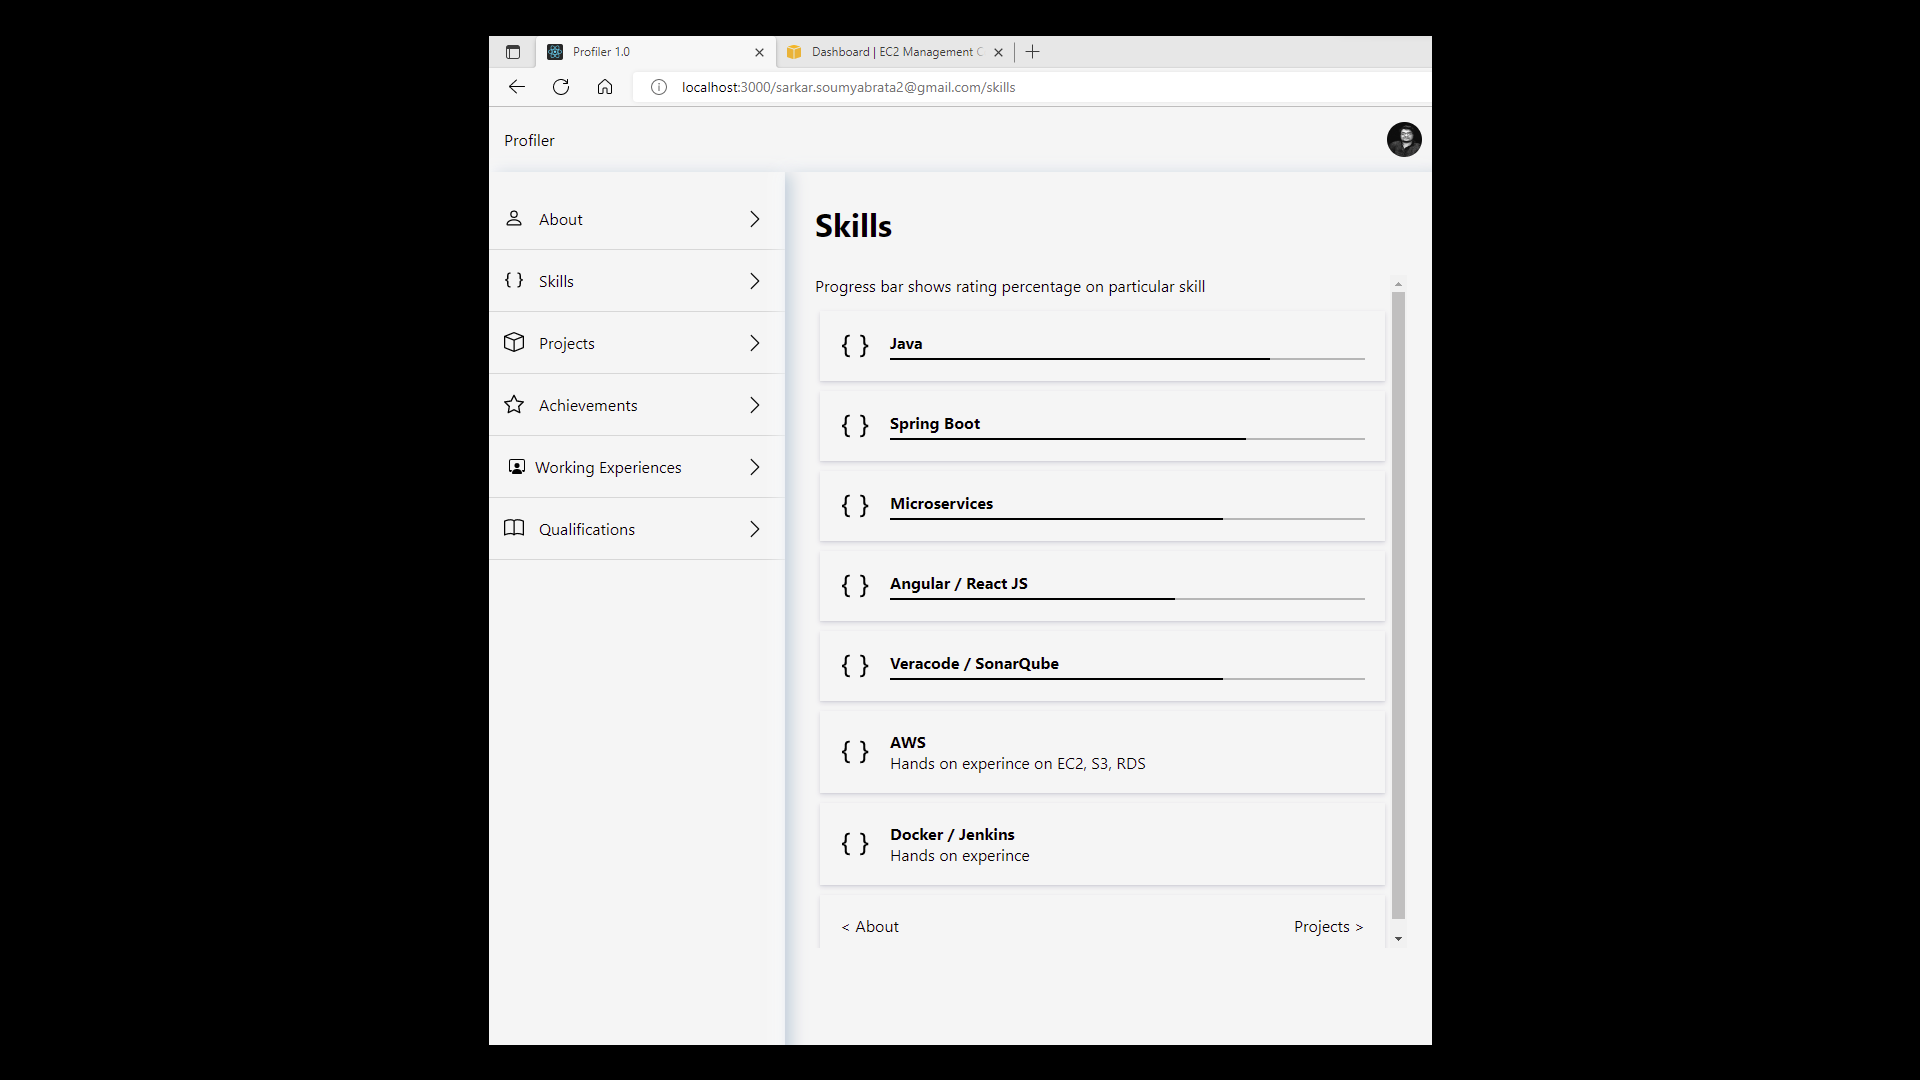 Profiler 1.0
Dashboard | EC2 Management C
localhost:3000/sarkar.soumyabrata2@gmail.com/skills
Profiler
About
Skills
Projects
Achievements
Working Experiences
Qualifications
Skills
Progress bar shows rating percentage on particular skill
{ } Java
{ } Spring Boot
{ } Microservices
{ } Angular / React JS
{ } Veracode / SonarQube
{ } AWS
Hands on experince on EC2, S3, RDS
{ } Docker / Jenkins
Hands on experince
< About
Projects >